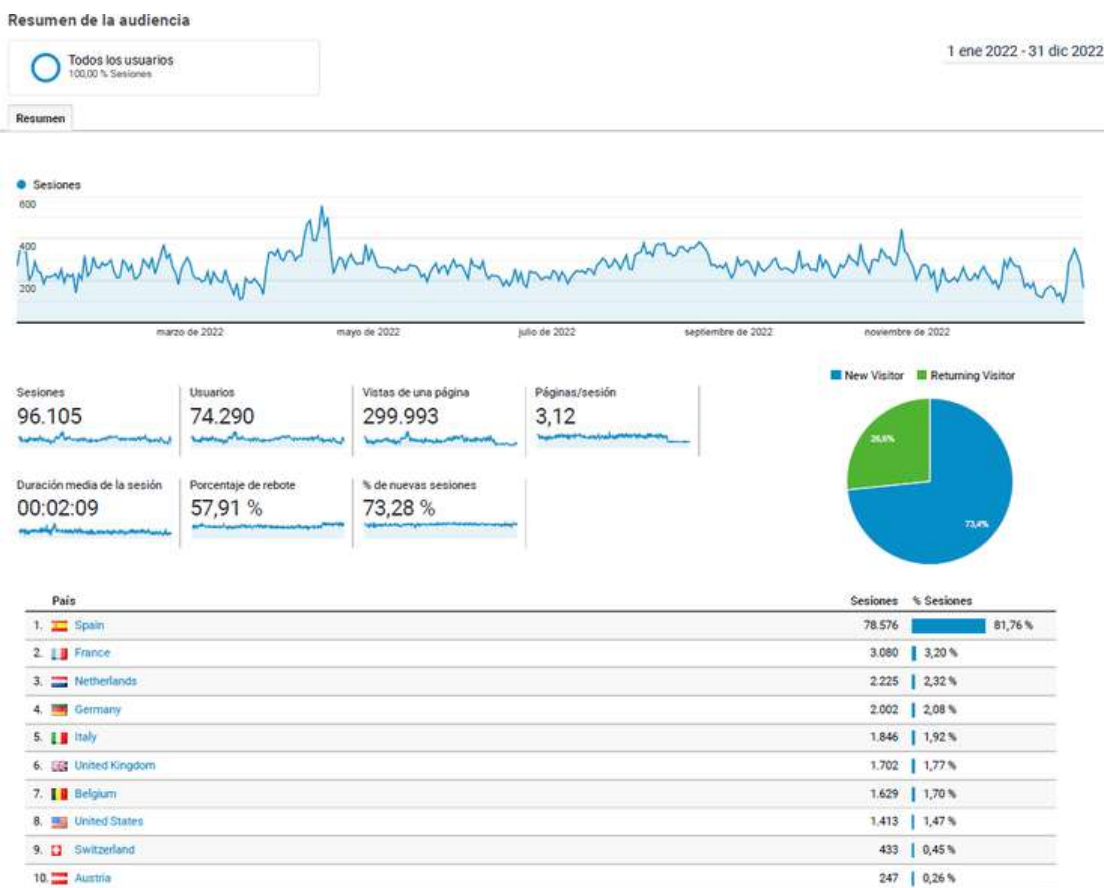 Resumen de la audiencia
Todos los usuarios
100,00 % Sesiones
1 ene 2022 - 31 dic 2022
Resumen
Sesiones
600
400
200
marzo de 2022 mayo de 2022 julio de 2022 septiembre de 2022 noviembre de 2022
New Visitor Returning Visitor
Sesiones
96.105
Usuarios
74.290
Vistas de una página
299.993
Páginas/sesión
3,12
Duración media de la sesión
00:02:09
Porcentaje de rebote
57,91 %
% de nuevas sesiones
73,28 %
26,6%
73,4%
País Sesiones % Sesiones
1. Spain 78.576 81,76 %
2. France 3.080 3,20 %
3. Netherlands 2.225 2,32 %
4. Germany 2.002 2,08 %
5. Italy 1.846 1,92 %
6. United Kingdom 1.702 1,77 %
7. Belgium 1.629 1,70 %
8. United States 1.413 1,47 %
9. Switzerland 433 0,45 %
10. Austria 247 0,26 %